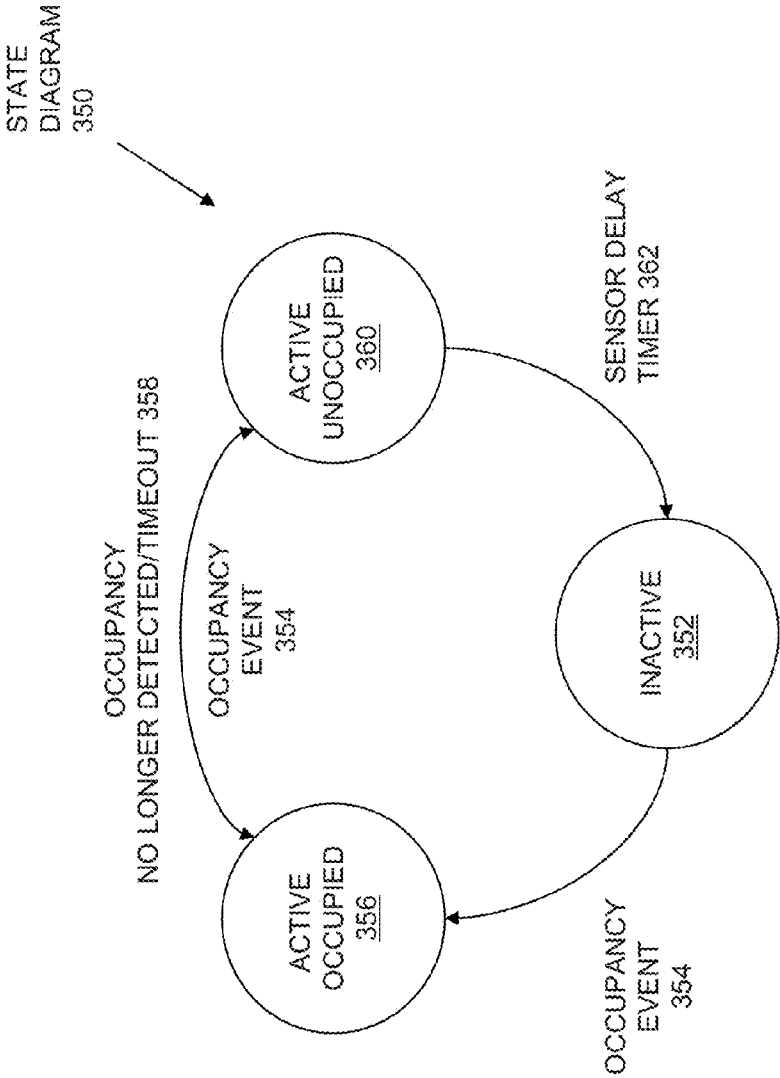 STATE
DIAGRAM
350
OCCUPANCY
NO LONGER DETECTED/TIMEOUT 358
OCCUPANCY
EVENT
354
ACTIVE
OCCUPIED
356
ACTIVE
UNOCCUPIED
360
OCCUPANCY
EVENT
354
INACTIVE
352
SENSOR DELAY
TIMER 362